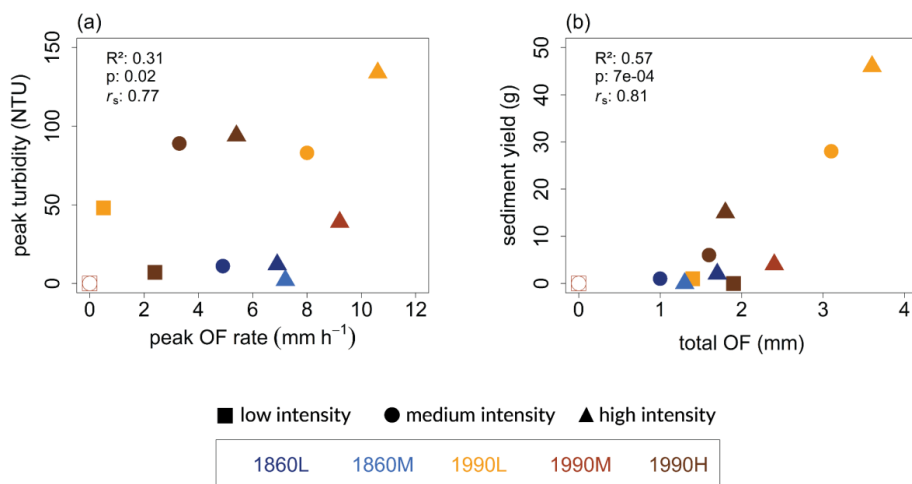 (a)
R²: 0.31
p: 0.02
rs: 0.77
peak turbidity (NTU)
150
100
50
0
0 2 4 6 8 10 12
peak OF rate (mm h⁻¹)
(b)
R²: 0.57
p: 7e-04
rs: 0.81
sediment yield (g)
50
40
30
20
10
0
0 1 2 3 4
total OF (mm)
low intensity medium intensity high intensity
1860L 1860M 1990L 1990M 1990H